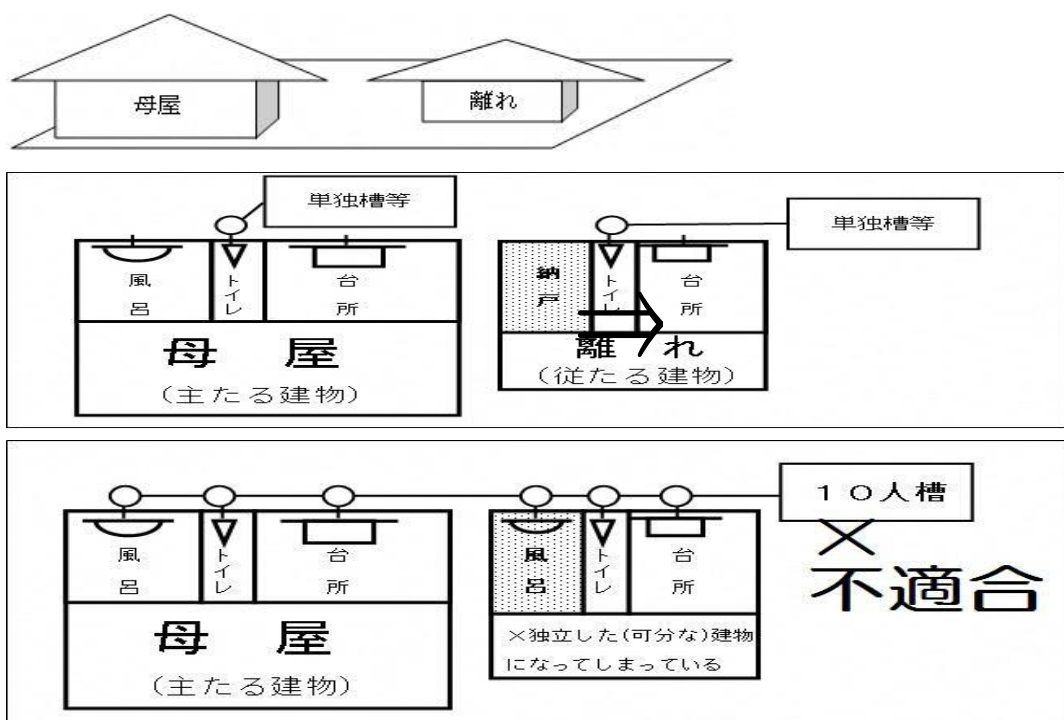 母屋
離れ
単独槽等
単独槽等
風呂
トイレ
台所
納戸
トイレ
台所
母屋
(主たる建物)
離れ
(従たる建物)
10人槽
×
不適合
風呂
トイレ
台所
風呂
トイレ
台所
母屋
(主たる建物)
×独立した(可分な)建物
になってしまっている